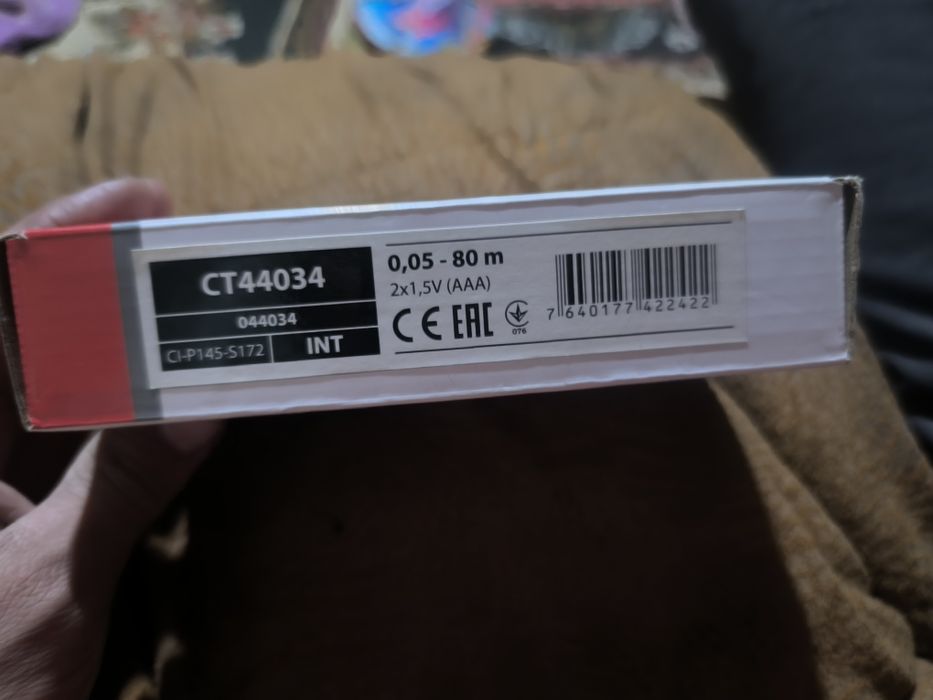 CT44034
044034
CI-P145-S172 INT
0,05 - 80 m
2x1,5V (AAA)
CE EAC
076
7 640177 422422